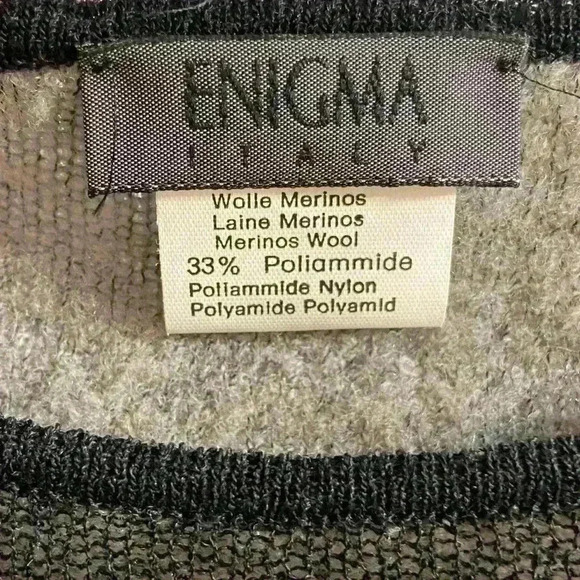 ENIGMA
ITALY
Wolle Merinos
Laine Merinos
Merinos Wool
33% Poliammide
Poliammide Nylon
Polyamide Polyamid